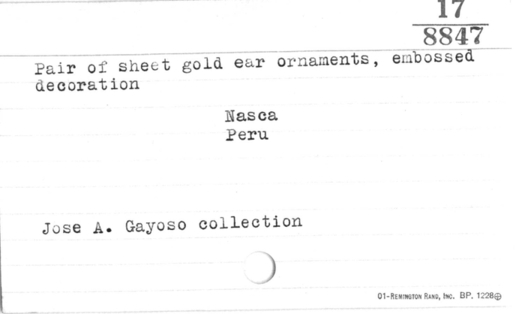 17
8847
Pair of sheet gold ear ornaments, embossed
decoration
Nasca
Peru
Jose A. Gayoso collection
01-REMINGTON RAND, INC. BP. 1228